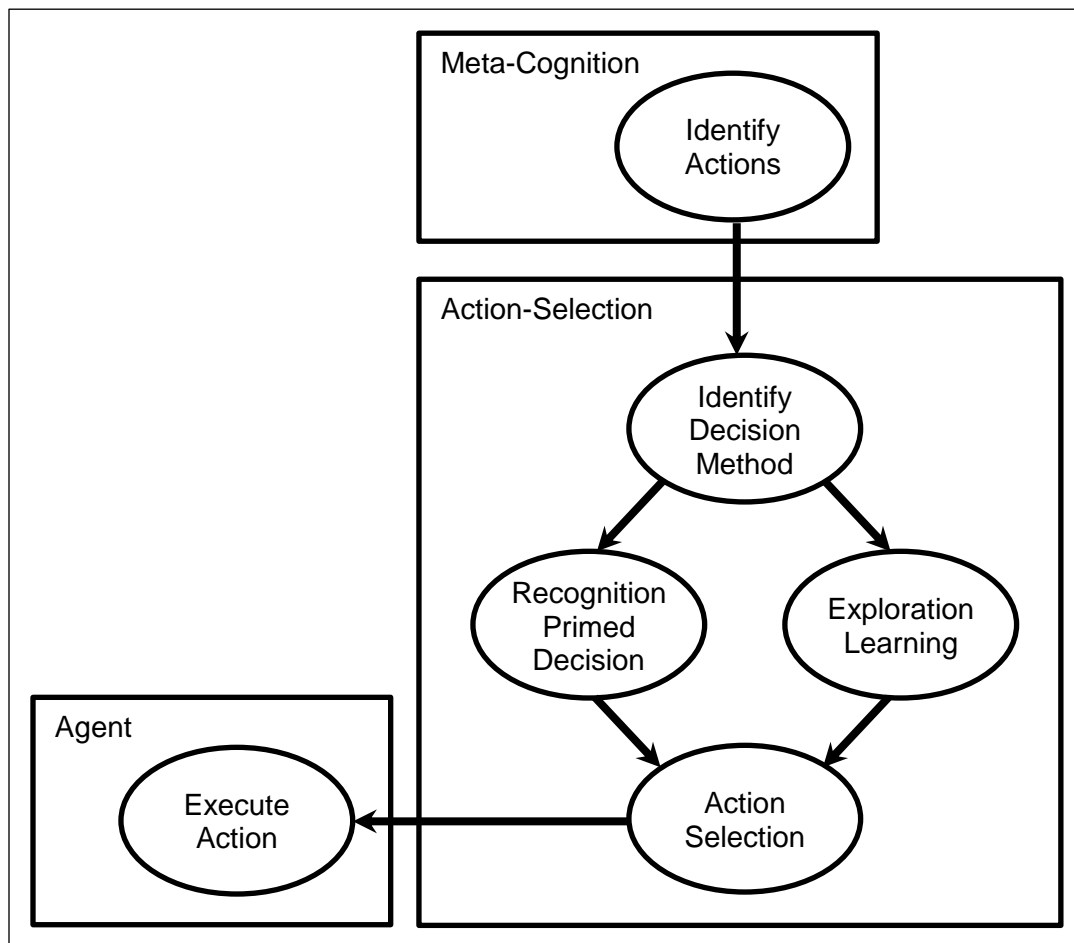 Meta-Cognition
Identify
Actions
Action-Selection
Identify
Decision
Method
Recognition
Primed
Decision
Exploration
Learning
Agent
Execute
Action
Action
Selection